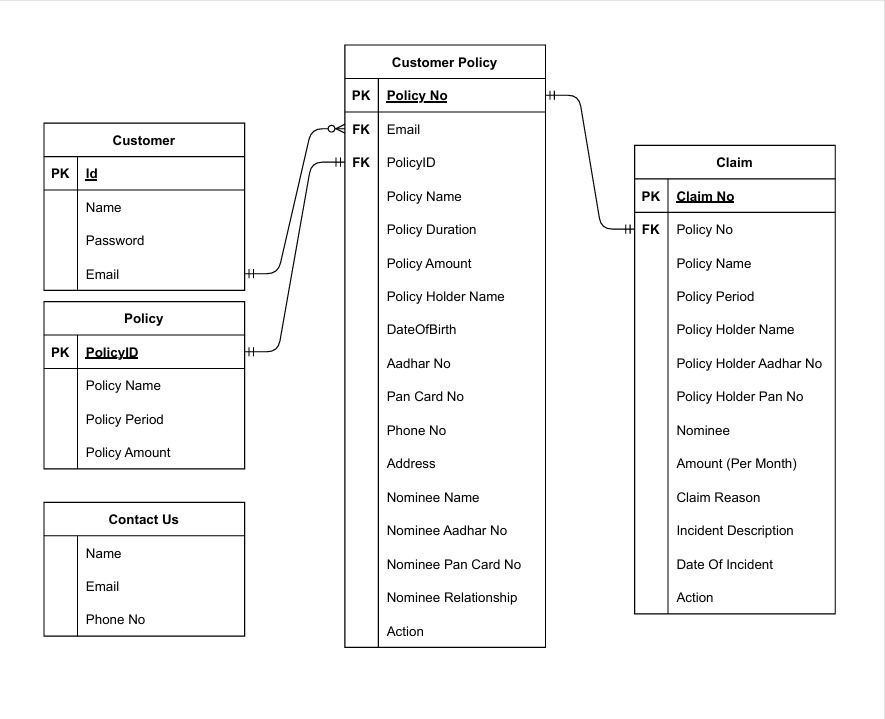 Customer
PK Id
Name
Password
Email
Policy
PK PolicyID
Policy Name
Policy Period
Policy Amount
Contact Us
Name
Email
Phone No
Customer Policy
PK Policy No
FK Email
FK PolicyID
Policy Name
Policy Duration
Policy Amount
Policy Holder Name
DateOfBirth
Aadhar No
Pan Card No
Phone No
Address
Nominee Name
Nominee Aadhar No
Nominee Pan Card No
Nominee Relationship
Action
Claim
PK Claim No
FK Policy No
Policy Name
Policy Period
Policy Holder Name
Policy Holder Aadhar No
Policy Holder Pan No
Nominee
Amount (Per Month)
Claim Reason
Incident Description
Date Of Incident
Action